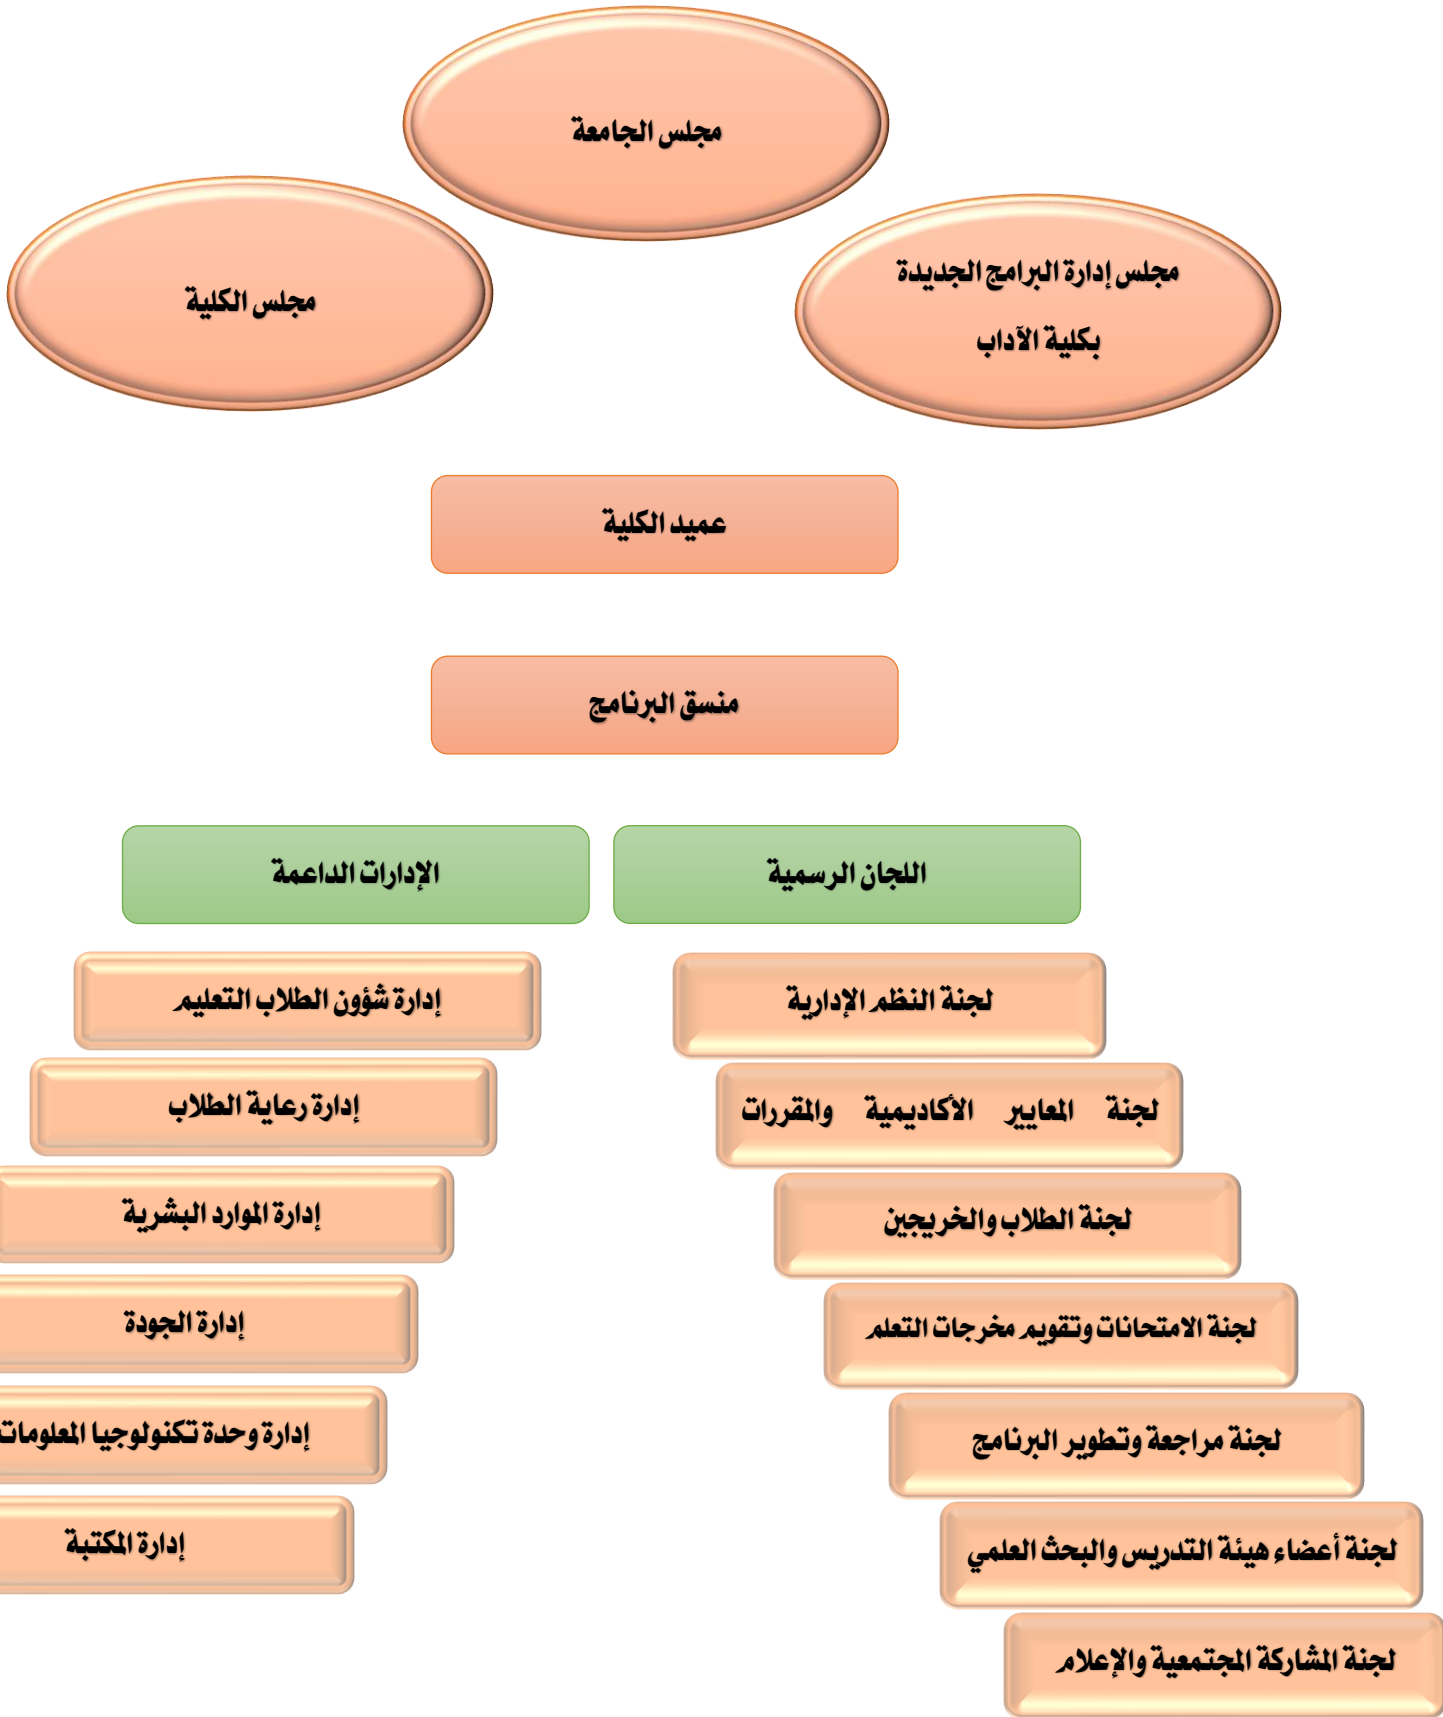 مجلس الجامعة
مجلس إدارة البرامج الجديدة
بكلية الآداب
مجلس الكلية
عميد الكلية
منسق البرنامج
اللجان الرسمية
لجنة النظم الإدارية
لجنة المعايير الأكاديمية والمقررات
لجنة الطلاب والخريجين
لجنة الامتحانات وتقويم مخرجات التعلم
لجنة مراجعة وتطوير البرنامج
لجنة أعضاء هيئة التدريس والبحث العلمي
لجنة المشاركة المجتمعية والإعلام
الإدارات الداعمة
إدارة شؤون الطلاب التعليم
إدارة رعاية الطلاب
إدارة الموارد البشرية
إدارة الجودة
إدارة وحدة تكنولوجيا المعلومات
إدارة المكتبة